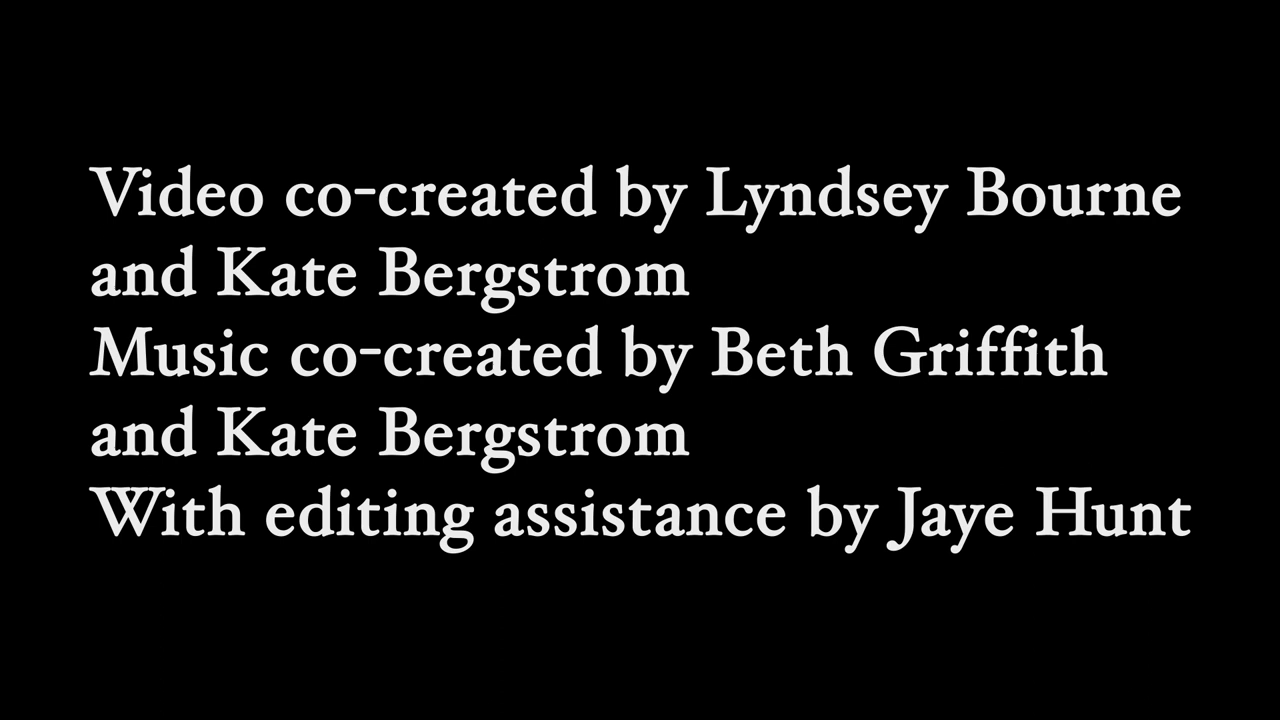 Video co-created by Lyndsey Bourne
and Kate Bergstrom
Music co-created by Beth Griffith
and Kate Bergstrom
With editing assistance by Jaye Hunt